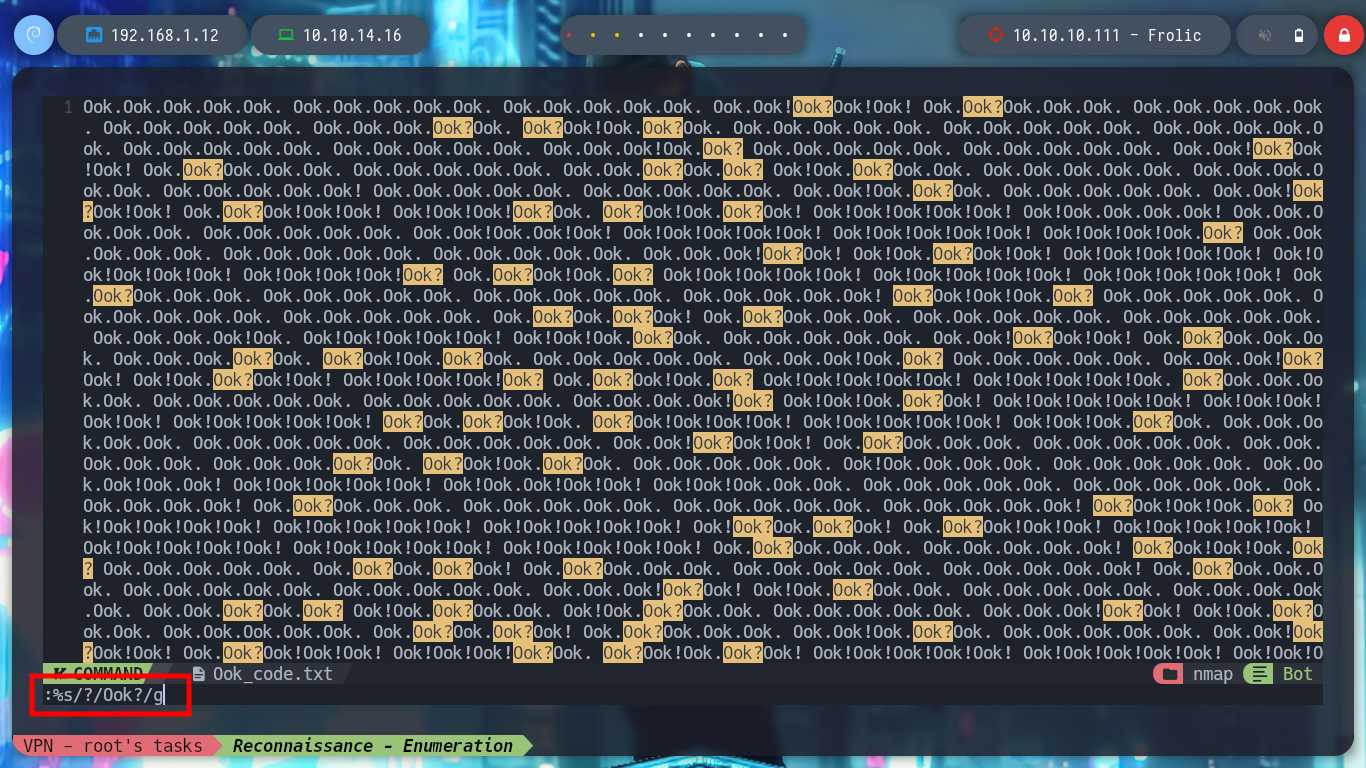 192.168.1.12 10.10.14.16 10.10.10.111 - Frolic
1 Ook.Ook.Ook.Ook.Ook. Ook.Ook.Ook.Ook.Ook. Ook.Ook.Ook.Ook.Ook. Ook.Ook!Ook?Ook!Ook! Ook.Ook?Ook.Ook.Ook. Ook.Ook.Ook.Ook.Ook
. Ook.Ook.Ook.Ook.Ook. Ook.Ook.Ook.Ook?Ook. Ook?Ook!Ook.Ook?Ook. Ook.Ook.Ook.Ook.Ook. Ook.Ook.Ook.Ook.Ook. Ook.Ook.Ook.Ook.O
ok. Ook.Ook.Ook.Ook.Ook. Ook.Ook.Ook.Ook.Ook. Ook.Ook.Ook!Ook.Ook? Ook.Ook.Ook.Ook.Ook. Ook.Ook.Ook.Ook.Ook. Ook.Ook!Ook?Ook
!Ook! Ook.Ook?Ook.Ook.Ook. Ook.Ook.Ook.Ook.Ook. Ook.Ook.Ook?Ook.Ook? Ook!Ook.Ook?Ook.Ook. Ook.Ook.Ook.Ook.Ook. Ook.Ook.Ook.O
ok.Ook. Ook.Ook.Ook.Ook.Ook! Ook.Ook.Ook.Ook.Ook. Ook.Ook.Ook.Ook.Ook. Ook.Ook!Ook.Ook?Ook. Ook.Ook.Ook.Ook.Ook. Ook.Ook!Ook
?Ook!Ook! Ook.Ook?Ook!Ook!Ook! Ook!Ook!Ook!Ook?Ook. Ook?Ook!Ook.Ook?Ook! Ook!Ook!Ook!Ook!Ook! Ook!Ook.Ook.Ook.Ook! Ook.Ook.O
ok.Ook.Ook. Ook.Ook.Ook.Ook.Ook. Ook!Ook.Ook!Ook!Ook! Ook!Ook!Ook!Ook!Ook! Ook!Ook!Ook!Ook!Ook! Ook!Ook!Ook!Ook.Ook? Ook.Ook
.Ook.Ook.Ook. Ook.Ook.Ook.Ook.Ook. Ook.Ook.Ook.Ook.Ook. Ook.Ook.Ook!Ook?Ook! Ook!Ook.Ook?Ook!Ook! Ook!Ook!Ook!Ook!Ook! Ook!O
ok!Ook!Ook!Ook! Ook!Ook!Ook!Ook!Ook? Ook.Ook?Ook!Ook.Ook? Ook!Ook!Ook!Ook!Ook! Ook!Ook!Ook!Ook!Ook! Ook!Ook!Ook!Ook!Ook! Ook
.Ook?Ook.Ook.Ook. Ook.Ook.Ook.Ook.Ook. Ook.Ook.Ook.Ook.Ook. Ook.Ook.Ook.Ook.Ook! Ook?Ook!Ook!Ook.Ook? Ook.Ook.Ook.Ook.Ook. O
ok.Ook.Ook.Ook.Ook. Ook.Ook.Ook?Ook.Ook?Ook! Ook.Ook?Ook.Ook.Ook. Ook.Ook.Ook.Ook.Ook. Ook.Ook.Ook.Ook.Ook. Ook.Ook.Ook.Ook.
Ook.Ook.Ook!Ook. Ook!Ook!Ook!Ook!Ook! Ook!Ook!Ook.Ook?Ook. Ook.Ook.Ook.Ook.Ook. Ook.Ook!Ook?Ook!Ook! Ook.Ook?Ook.Ook.Oo
k. Ook.Ook.Ook.Ook?Ook. Ook?Ook!Ook.Ook?Ook. Ook.Ook.Ook.Ook.Ook. Ook.Ook.Ook!Ook.Ook? Ook.Ook.Ook.Ook.Ook. Ook.Ook.Ook!Ook?
Ook! Ook!Ook.Ook?Ook!Ook! Ook!Ook!Ook!Ook!Ook? Ook.Ook?Ook!Ook.Ook? Ook!Ook!Ook!Ook!Ook! Ook!Ook!Ook!Ook!Ook. Ook?Ook.Ook.Oo
k.Ook. Ook.Ook.Ook.Ook.Ook. Ook.Ook.Ook.Ook.Ook. Ook.Ook.Ook.Ook!Ook? Ook!Ook!Ook.Ook?Ook! Ook!Ook!Ook!Ook!Ook! Ook!Ook!Ook!
Ook!Ook! Ook!Ook!Ook!Ook!Ook! Ook?Ook.Ook?Ook!Ook. Ook?Ook!Ook!Ook!Ook! Ook!Ook!Ook!Ook!Ook! Ook!Ook!Ook.Ook?Ook. Ook.Ook.Oo
k.Ook.Ook. Ook.Ook.Ook.Ook.Ook. Ook.Ook.Ook.Ook.Ook. Ook.Ook!Ook?Ook!Ook! Ook.Ook?Ook.Ook.Ook. Ook.Ook.Ook.Ook.Ook. Ook.Ook.
Ook.Ook.Ook. Ook.Ook.Ook.Ook?Ook. Ook?Ook!Ook.Ook?Ook. Ook.Ook.Ook.Ook.Ook. Ook!Ook.Ook.Ook.Ook. Ook.Ook.Ook.Ook.Ook. Ook.Oo
k.Ook!Ook!Ook! Ook!Ook!Ook!Ook!Ook! Ook!Ook!Ook!Ook!Ook. Ook.Ook.Ook.Ook.Ook. Ook.Ook.Ook.Ook.Ook. Ook.Ook.Ook.Ook.Ook. Ook.
Ook.Ook.Ook.Ook! Ook.Ook?Ook.Ook.Ook. Ook.Ook.Ook.Ook.Ook. Ook.Ook.Ook.Ook.Ook. Ook.Ook.Ook.Ook.Ook! Ook?Ook!Ook!Ook.Ook? Oo
k!Ook!Ook!Ook!Ook! Ook!Ook!Ook!Ook!Ook! Ook!Ook!Ook!Ook!Ook! Ook!Ook?Ook.Ook?Ook! Ook.Ook?Ook!Ook!Ook! Ook!Ook!Ook!Ook!Ook!
Ook!Ook!Ook!Ook!Ook! Ook!Ook!Ook!Ook!Ook! Ook!Ook!Ook!Ook!Ook! Ook.Ook?Ook.Ook.Ook. Ook.Ook.Ook.Ook.Ook! Ook?Ook!Ook!Ook.Ook
? Ook.Ook.Ook.Ook.Ook. Ook.Ook?Ook.Ook?Ook! Ook.Ook?Ook.Ook.Ook. Ook.Ook.Ook.Ook.Ook. Ook.Ook.Ook.Ook.Ook! Ook.Ook?Ook.Ook.O
ok. Ook.Ook.Ook.Ook.Ook. Ook.Ook.Ook.Ook.Ook. Ook.Ook.Ook!Ook?Ook! Ook!Ook.Ook?Ook.Ook. Ook.Ook.Ook.Ook.Ook. Ook.Ook.Ook.Ook
.Ook. Ook.Ook.Ook?Ook.Ook? Ook!Ook.Ook?Ook.Ook. Ook!Ook.Ook?Ook.Ook. Ook.Ook.Ook.Ook.Ook. Ook.Ook.Ook!Ook?Ook! Ook!Ook.Ook?O
ok.Ook. Ook.Ook.Ook.Ook.Ook. Ook.Ook?Ook.Ook?Ook! Ook.Ook?Ook.Ook.Ook. Ook!Ook.Ook?Ook.Ook. Ook.Ook.Ook.Ook.Ook. Ook.Ook!Ook
?Ook!Ook! Ook.Ook?Ook!Ook!Ook! Ook!Ook!Ook!Ook?Ook. Ook?Ook!Ook.Ook?Ook! Ook!Ook!Ook!Ook!Ook! Ook!Ook!Ook!Ook!Ook! Ook!Ook!O
COMMAND Ook_code.txt nmap Bot
:%s/?/Ook?/g
VPN - root's tasks Reconnaissance - Enumeration